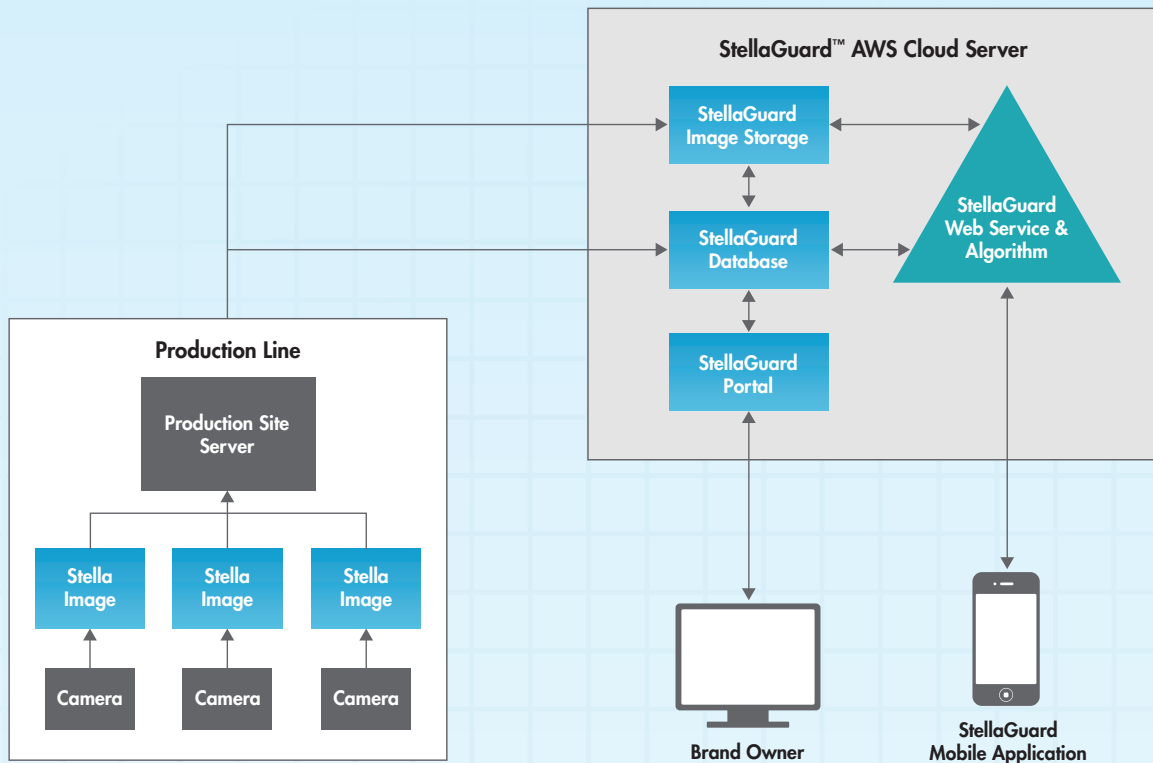 StellaGuard™ AWS Cloud Server
StellaGuard
Image Storage
StellaGuard
Database
StellaGuard
Portal
StellaGuard
Web Service &
Algorithm
Production Line
Production Site
Server
Stella
Image
Stella
Image
Stella
Image
Camera
Camera
Camera
Brand Owner
StellaGuard
Mobile Application